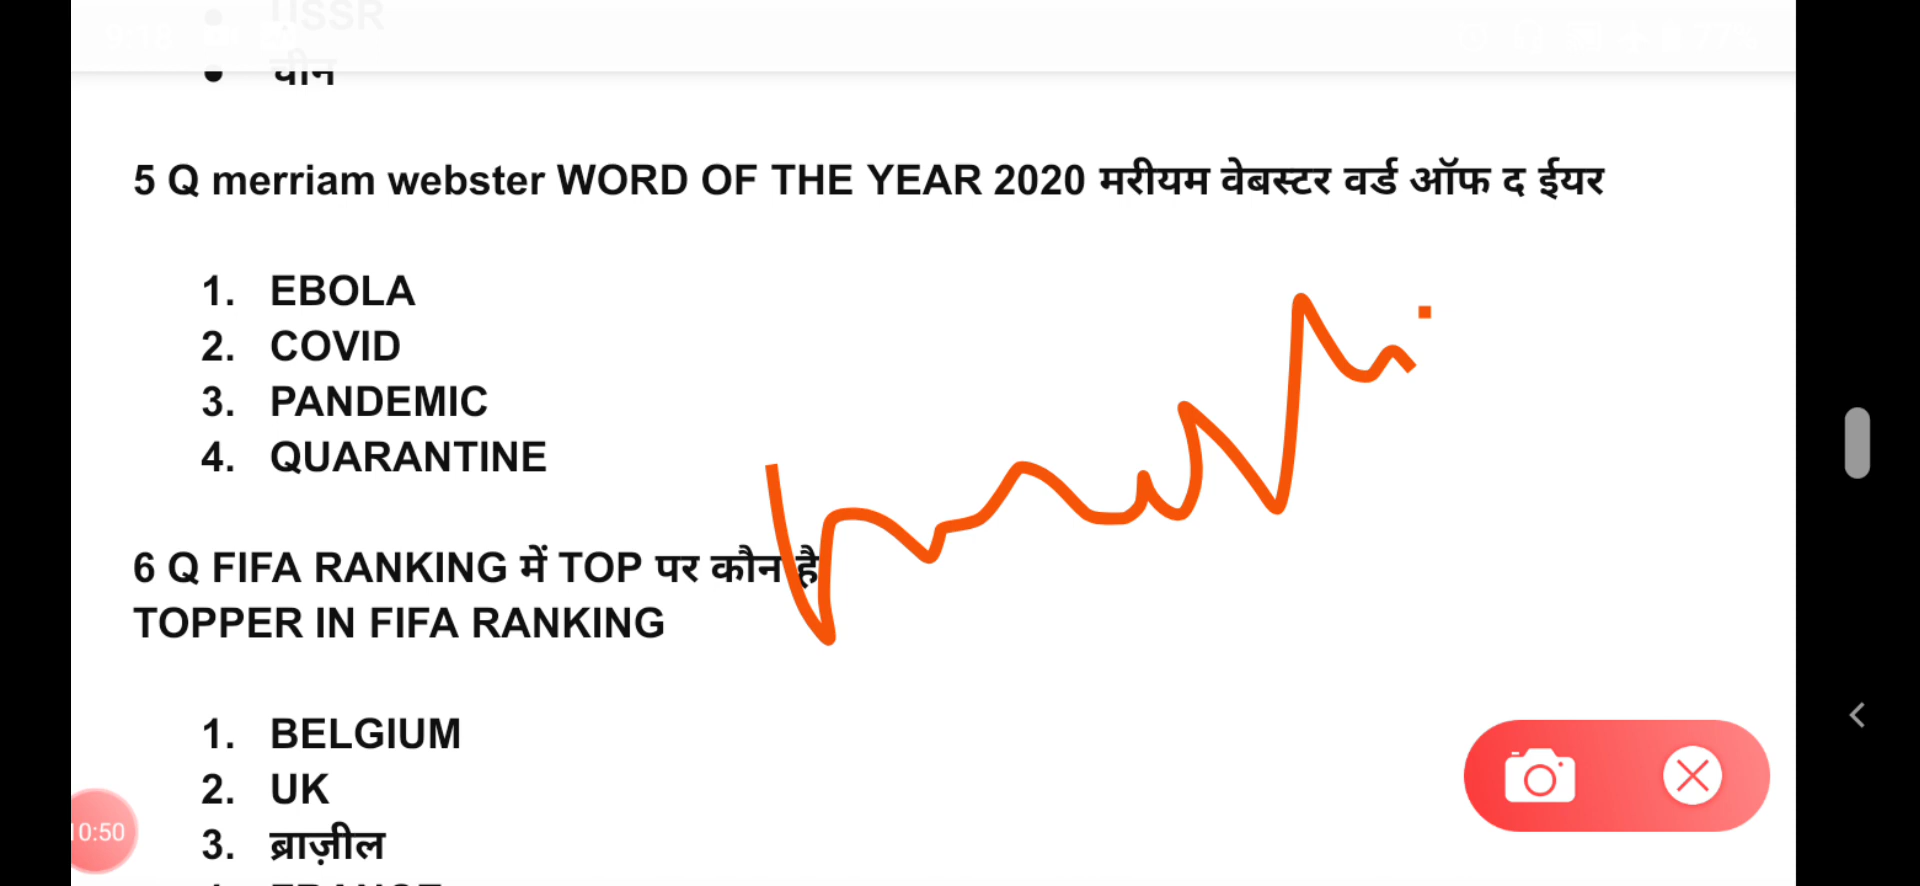 USSR
चीन
5 Q merriam webster WORD OF THE YEAR 2020 मरीयम वेबस्टर वर्ड ऑफ द ईयर
1. EBOLA
2. COVID
3. PANDEMIC
4. QUARANTINE
6 Q FIFA RANKING में TOP पर कौन है
TOPPER IN FIFA RANKING
1. BELGIUM
2. UK
3. ब्राज़ील
10:50